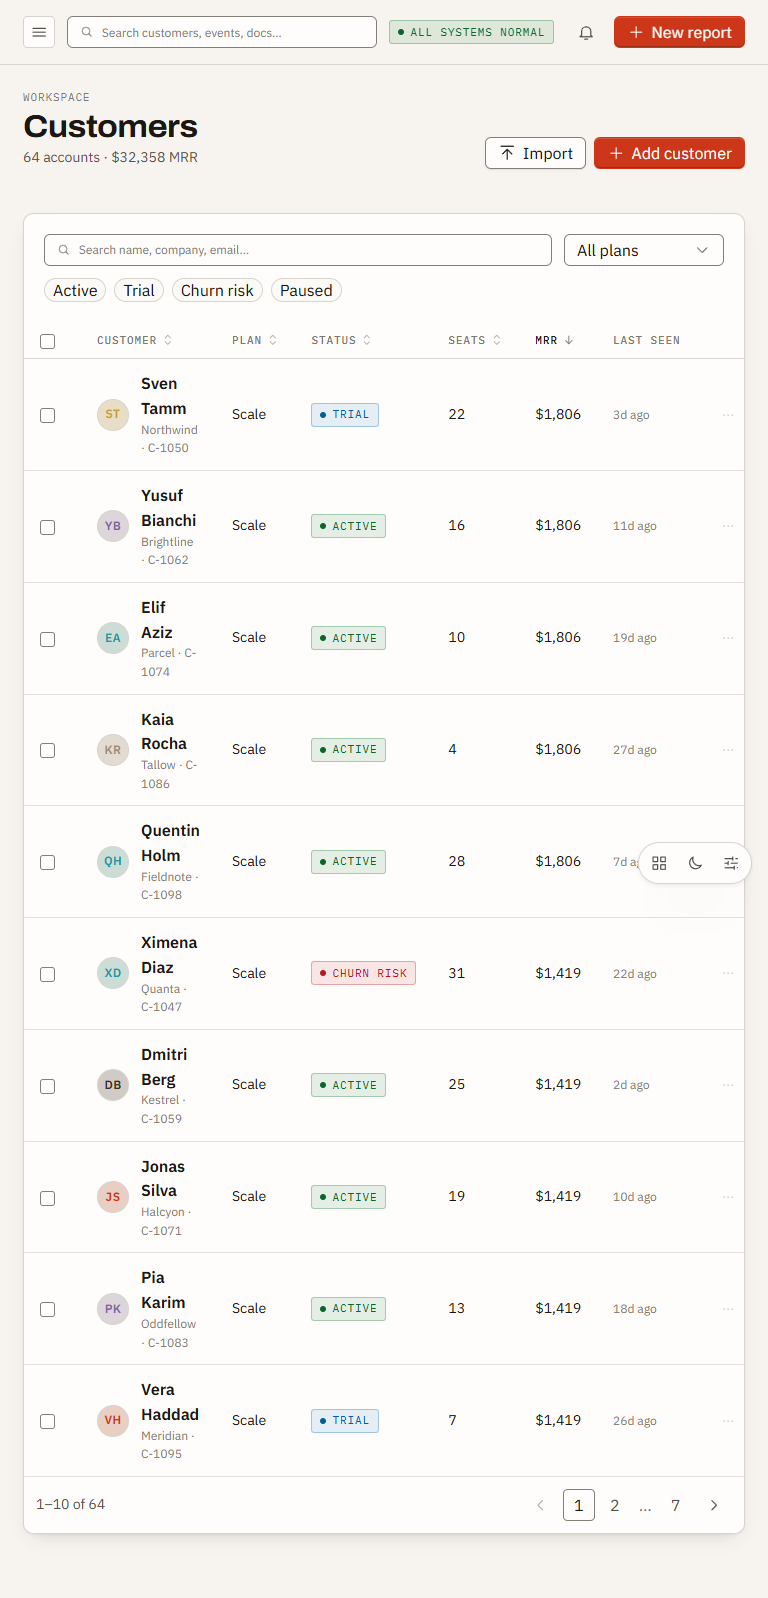 Search customers, events, docs...
ALL SYSTEMS NORMAL
New report
WORKSPACE
Customers
64 accounts · $32,358 MRR
Import
Add customer
Search name, company, email...
All plans
Active
Trial
Churn risk
Paused
CUSTOMER PLAN STATUS SEATS MRR LAST SEEN
ST
Sven
Tamm
Northwind
· C-1050
Scale
TRIAL
22
$1,806
3d ago
YB
Yusuf
Bianchi
Brightline
· C-1062
Scale
ACTIVE
16
$1,806
11d ago
EA
Elif
Aziz
Parcel · C-
1074
Scale
ACTIVE
10
$1,806
19d ago
KR
Kaia
Rocha
Tallow · C-
1086
Scale
ACTIVE
4
$1,806
27d ago
QH
Quentin
Holm
Fieldnote ·
C-1098
Scale
ACTIVE
28
$1,806
7d
XD
Ximena
Diaz
Quanta ·
C-1047
Scale
CHURN RISK
31
$1,419
22d ago
DB
Dmitri
Berg
Kestrel ·
C-1059
Scale
ACTIVE
25
$1,419
2d ago
JS
Jonas
Silva
Halcyon ·
C-1071
Scale
ACTIVE
19
$1,419
10d ago
PK
Pia
Karim
Oddfellow
· C-1083
Scale
ACTIVE
13
$1,419
18d ago
VH
Vera
Haddad
Meridian ·
C-1095
Scale
TRIAL
7
$1,419
26d ago
1–10 of 64
1 2 ... 7